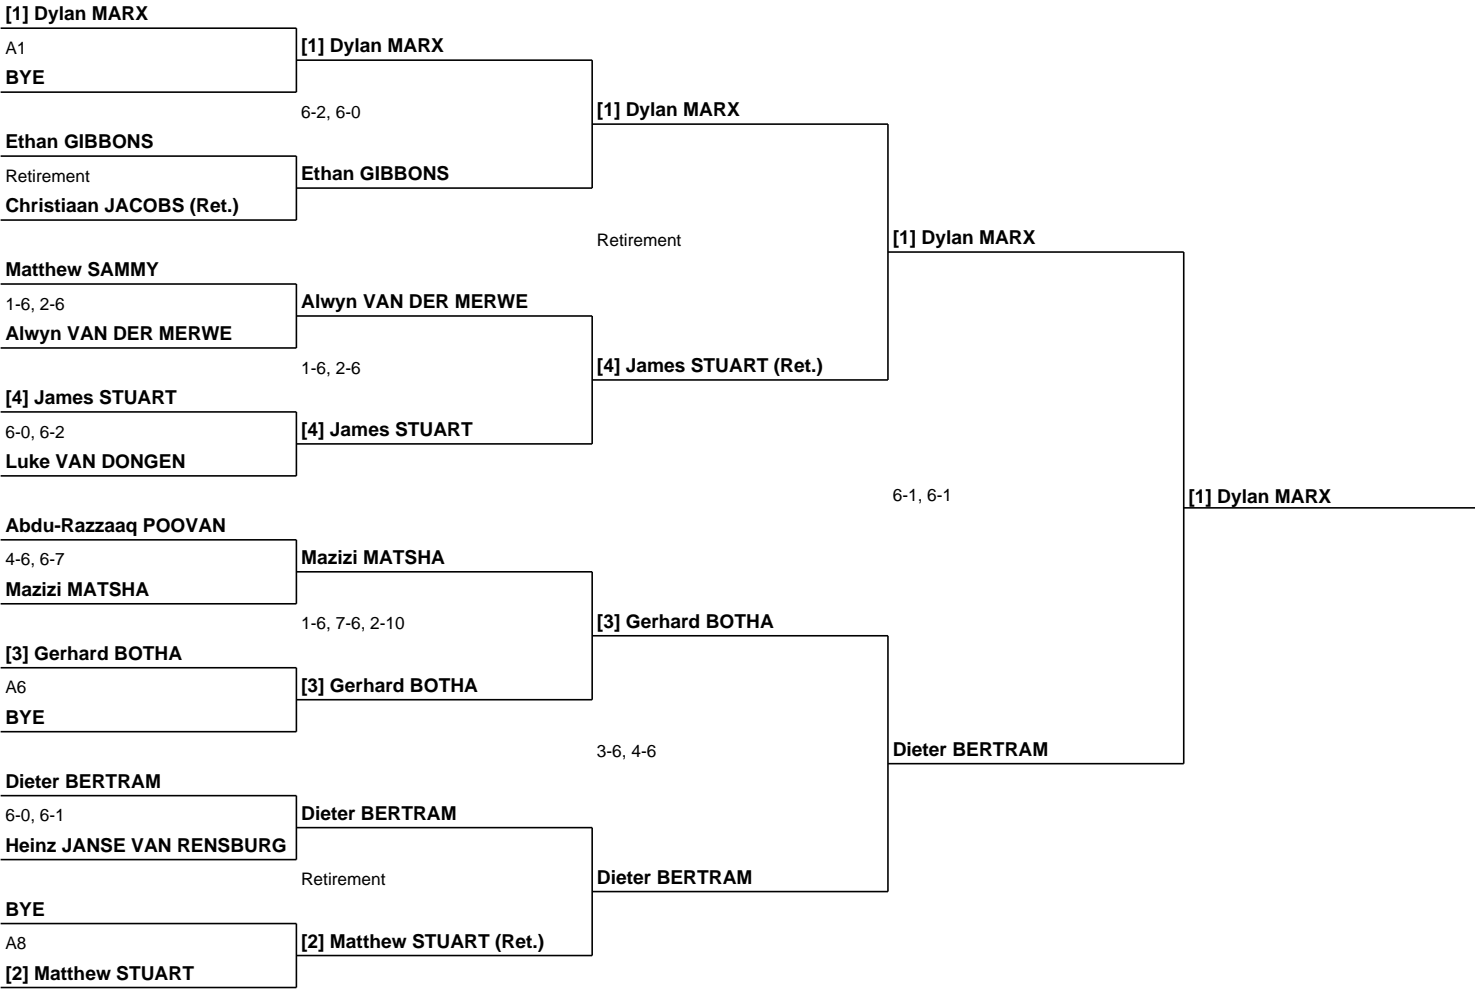 [1] Dylan MARX
A1
BYE
Ethan GIBBONS
Retirement
Christiaan JACOBS (Ret.)
Matthew SAMMY
1-6, 2-6
Alwyn VAN DER MERWE
[4] James STUART
6-0, 6-2
Luke VAN DONGEN
Abdu-Razzaaq POOVAN
4-6, 6-7
Mazizi MATSHA
[3] Gerhard BOTHA
A6
BYE
Dieter BERTRAM
6-0, 6-1
Heinz JANSE VAN RENSBURG
BYE
A8
[2] Matthew STUART
[1] Dylan MARX
6-2, 6-0
Ethan GIBBONS
Alwyn VAN DER MERWE
1-6, 2-6
[4] James STUART
Mazizi MATSHA
1-6, 7-6, 2-10
[3] Gerhard BOTHA
Dieter BERTRAM
Retirement
[2] Matthew STUART (Ret.)
[1] Dylan MARX
Retirement
[4] James STUART (Ret.)
[3] Gerhard BOTHA
3-6, 4-6
Dieter BERTRAM
[1] Dylan MARX
6-1, 6-1
Dieter BERTRAM
[1] Dylan MARX